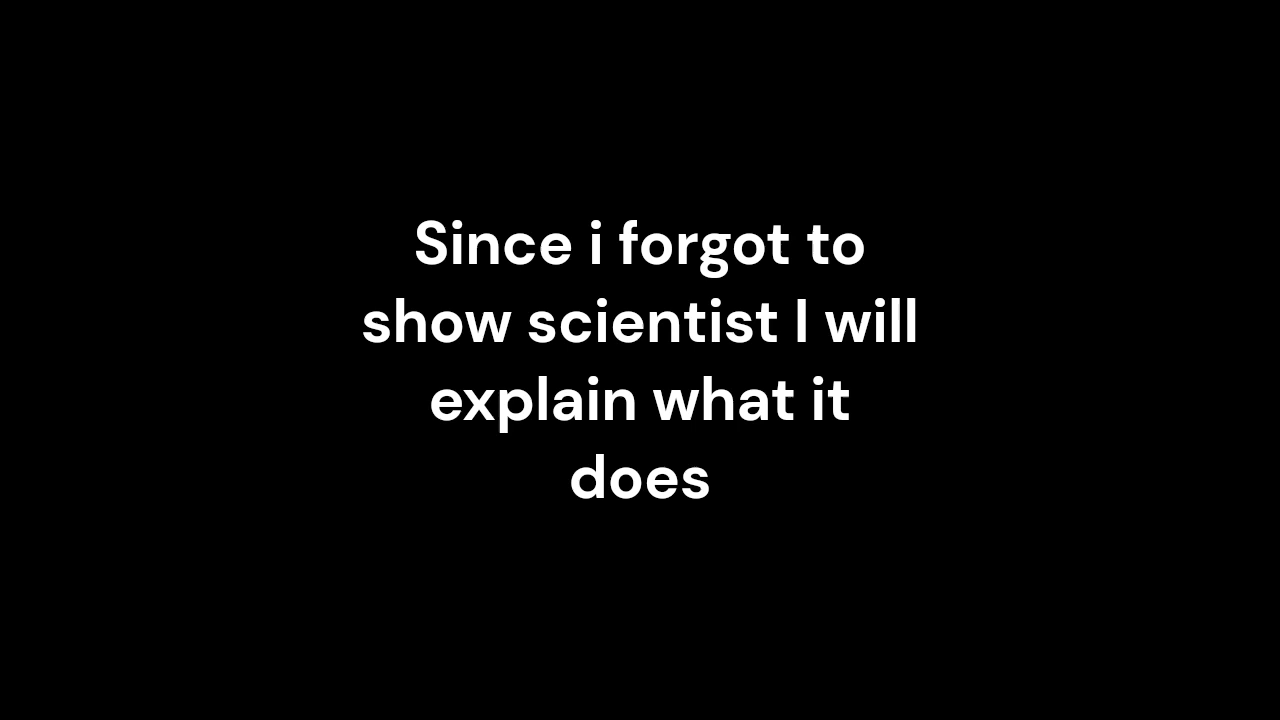 Since i forgot to
show scientist I will
explain what it
does